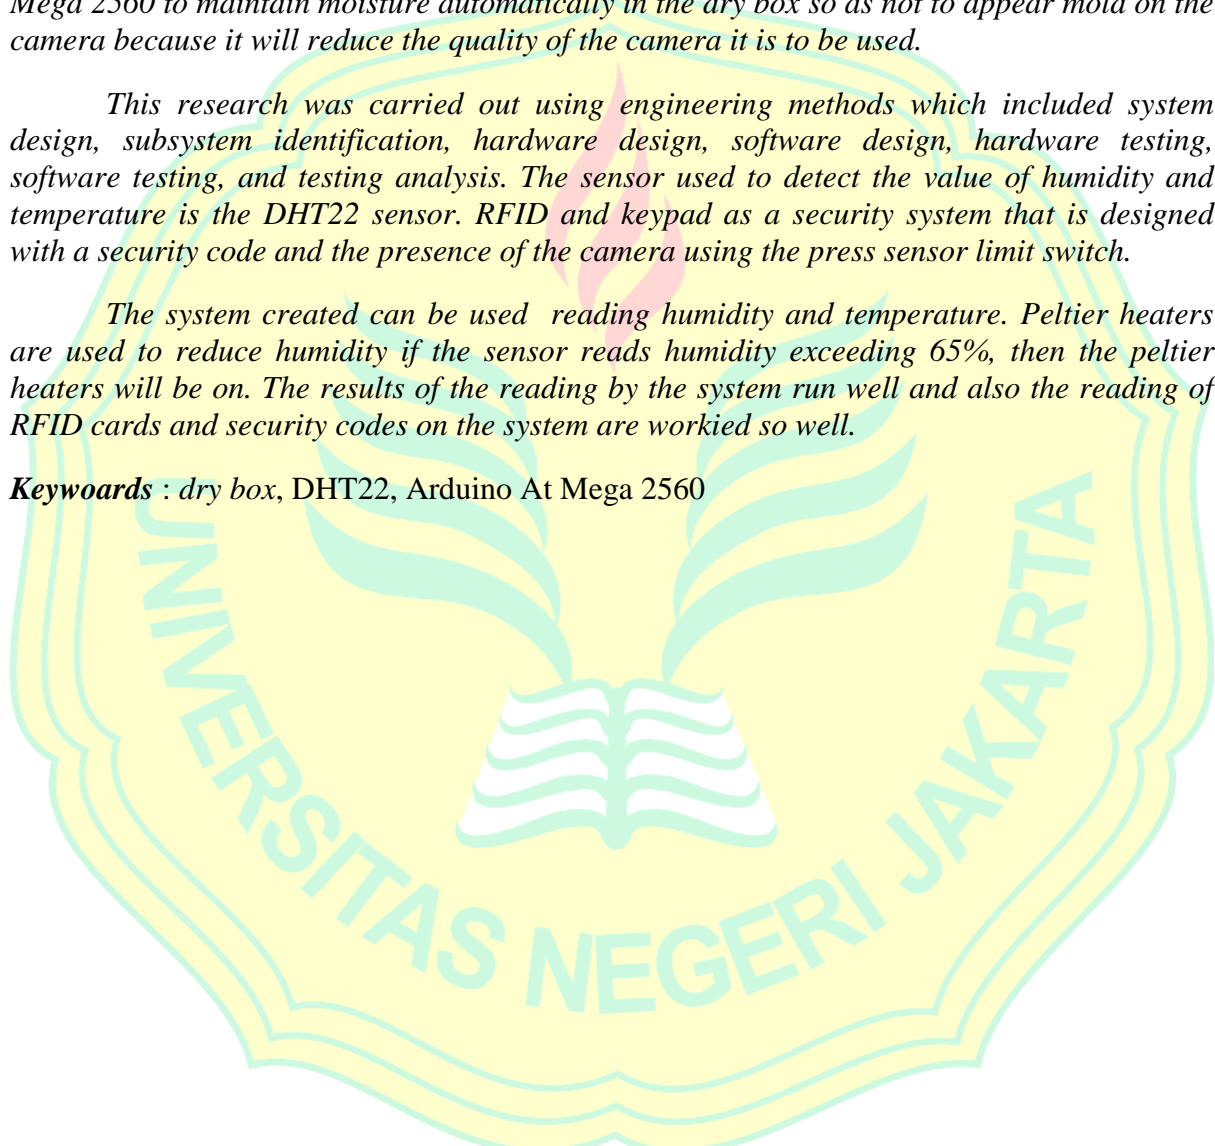 Mega 2560 to maintain moisture automatically in the dry box so as not to appear mold on the
camera because it will reduce the quality of the camera it is to be used.
This research was carried out using engineering methods which included system
design, subsystem identification, hardware design, software design, hardware testing,
software testing, and testing analysis. The sensor used to detect the value of humidity and
temperature is the DHT22 sensor. RFID and keypad as a security system that is designed
with a security code and the presence of the camera using the press sensor limit switch.
The system created can be used  reading humidity and temperature. Peltier heaters
are used to reduce humidity if the sensor reads humidity exceeding 65%, then the peltier
heaters will be on. The results of the reading by the system run well and also the reading of
RFID cards and security codes on the system are workied so well.
Keywoards : dry box, DHT22, Arduino At Mega 2560
UNIVERSITAS NEGERI JAKARTA